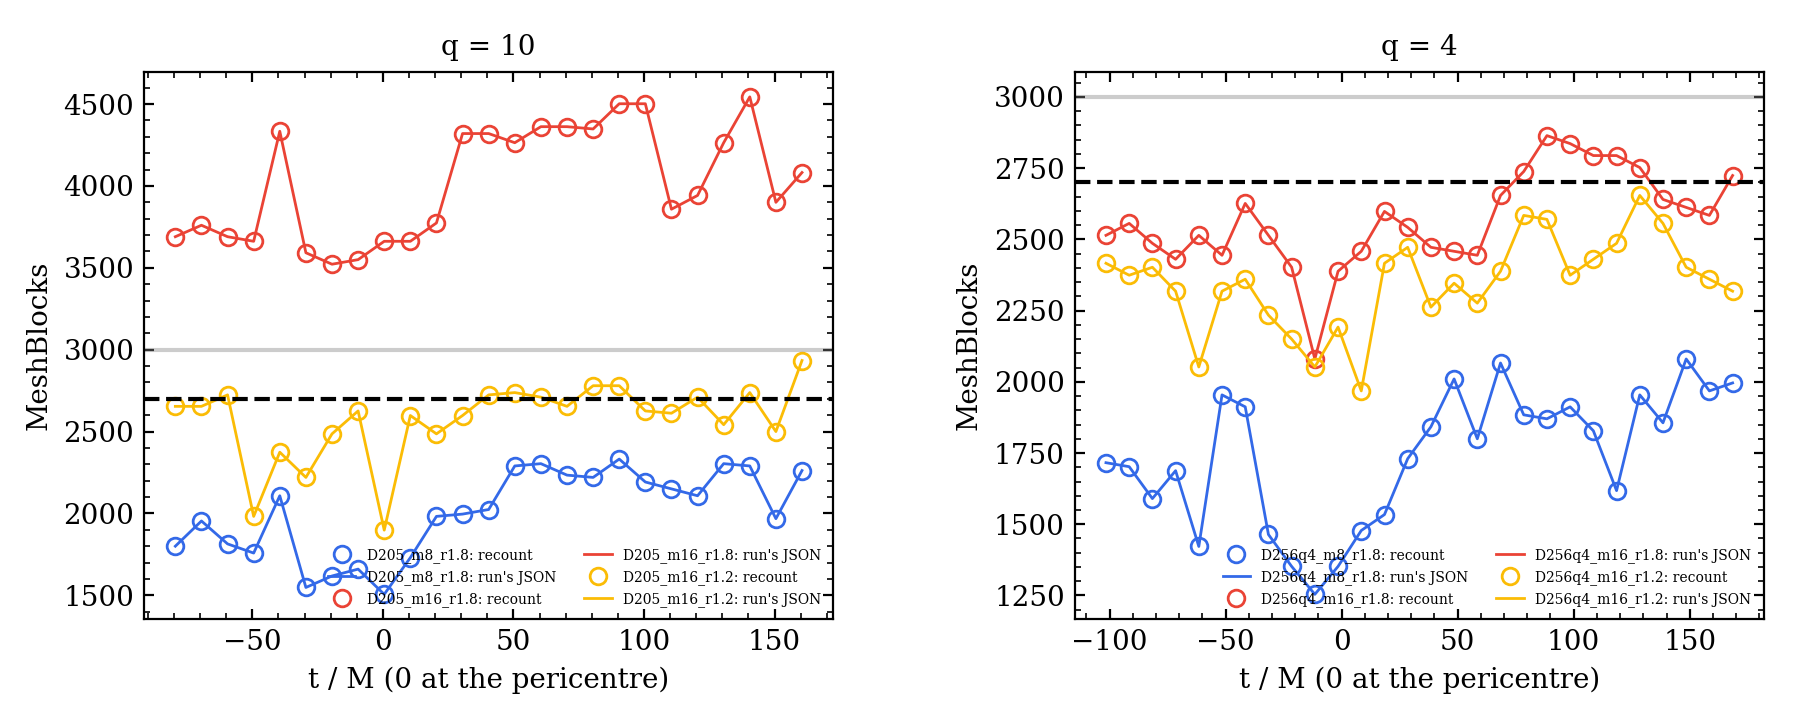 q = 10
4500
4000
3500
3000
2500
2000
1500
MeshBlocks
−50
0
50
100
150
t / M (0 at the pericentre)
D205_m8_r1.8: recount
D205_m8_r1.8: run's JSON
D205_m16_r1.8: recount
D205_m16_r1.8: run's JSON
D205_m16_r1.2: recount
D205_m16_r1.2: run's JSON
q = 4
3000
2750
2500
2250
2000
1750
1500
1250
MeshBlocks
−100
−50
0
50
100
150
t / M (0 at the pericentre)
D256q4_m8_r1.8: recount
D256q4_m8_r1.8: run's JSON
D256q4_m16_r1.8: recount
D256q4_m16_r1.8: run's JSON
D256q4_m16_r1.2: recount
D256q4_m16_r1.2: run's JSON